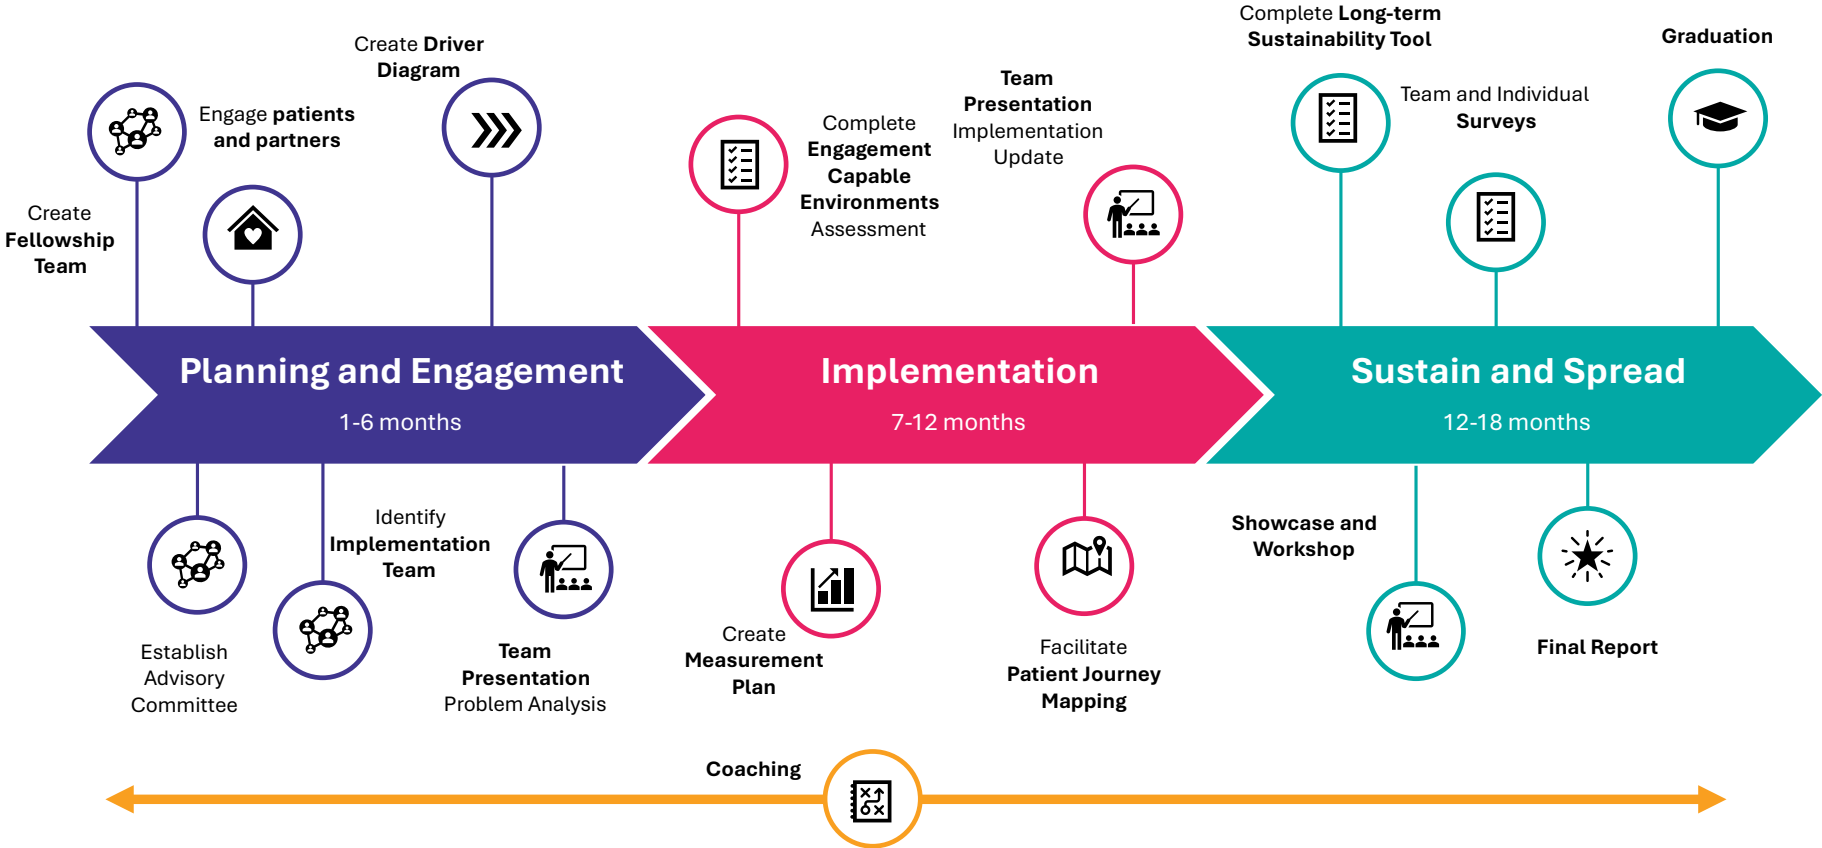 Create Fellowship
Team
Engage patients
and partners
Create Driver
Diagram
Complete
Engagement
Capable
Environments
Assessment
Team
Presentation
Implementation
Update
Complete Long-term
Sustainability Tool
Team and Individual
Surveys
Graduation
Planning and Engagement
1-6 months
Implementation
7-12 months
Sustain and Spread
12-18 months
Establish
Advisory
Committee
Identify
Implementation
Team
Team
Presentation
Problem Analysis
Create
Measurement
Plan
Facilitate
Patient Journey
Mapping
Showcase and
Workshop
Final Report
Coaching